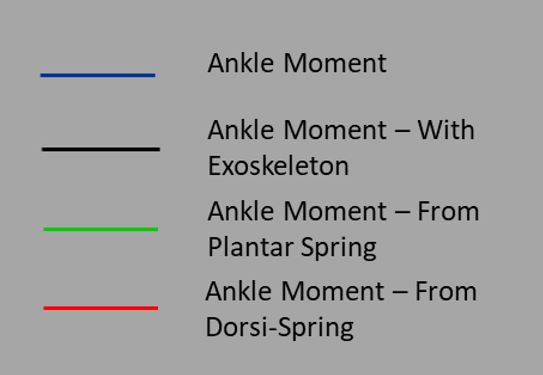 Ankle Moment
Ankle Moment – With
Exoskeleton
Ankle Moment – From
Plantar Spring
Ankle Moment – From
Dorsi-Spring